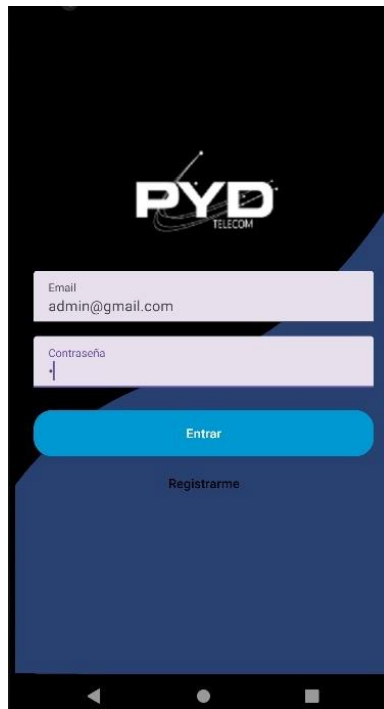 PYD
TELECOM
Email
admin@gmail.com
Contraseña
•
Entrar
Registrarme